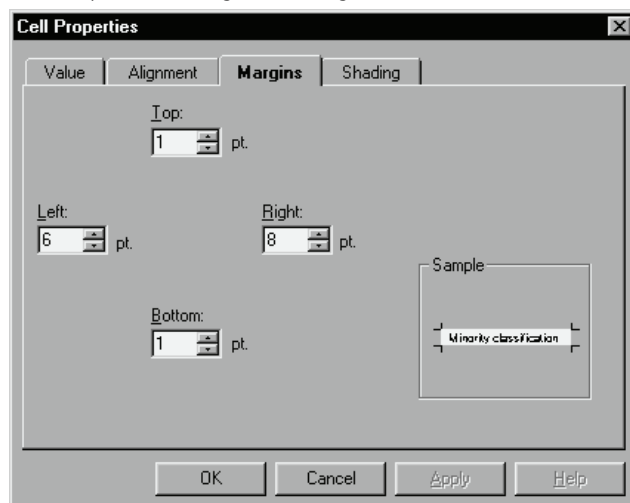 Cell Properties
Value Alignment Margins Shading
Top:
1 pt.
Left: Right:
6 pt. 8 pt.
Sample
Bottom:
Minority classification
1 pt.
OK Cancel Apply Help